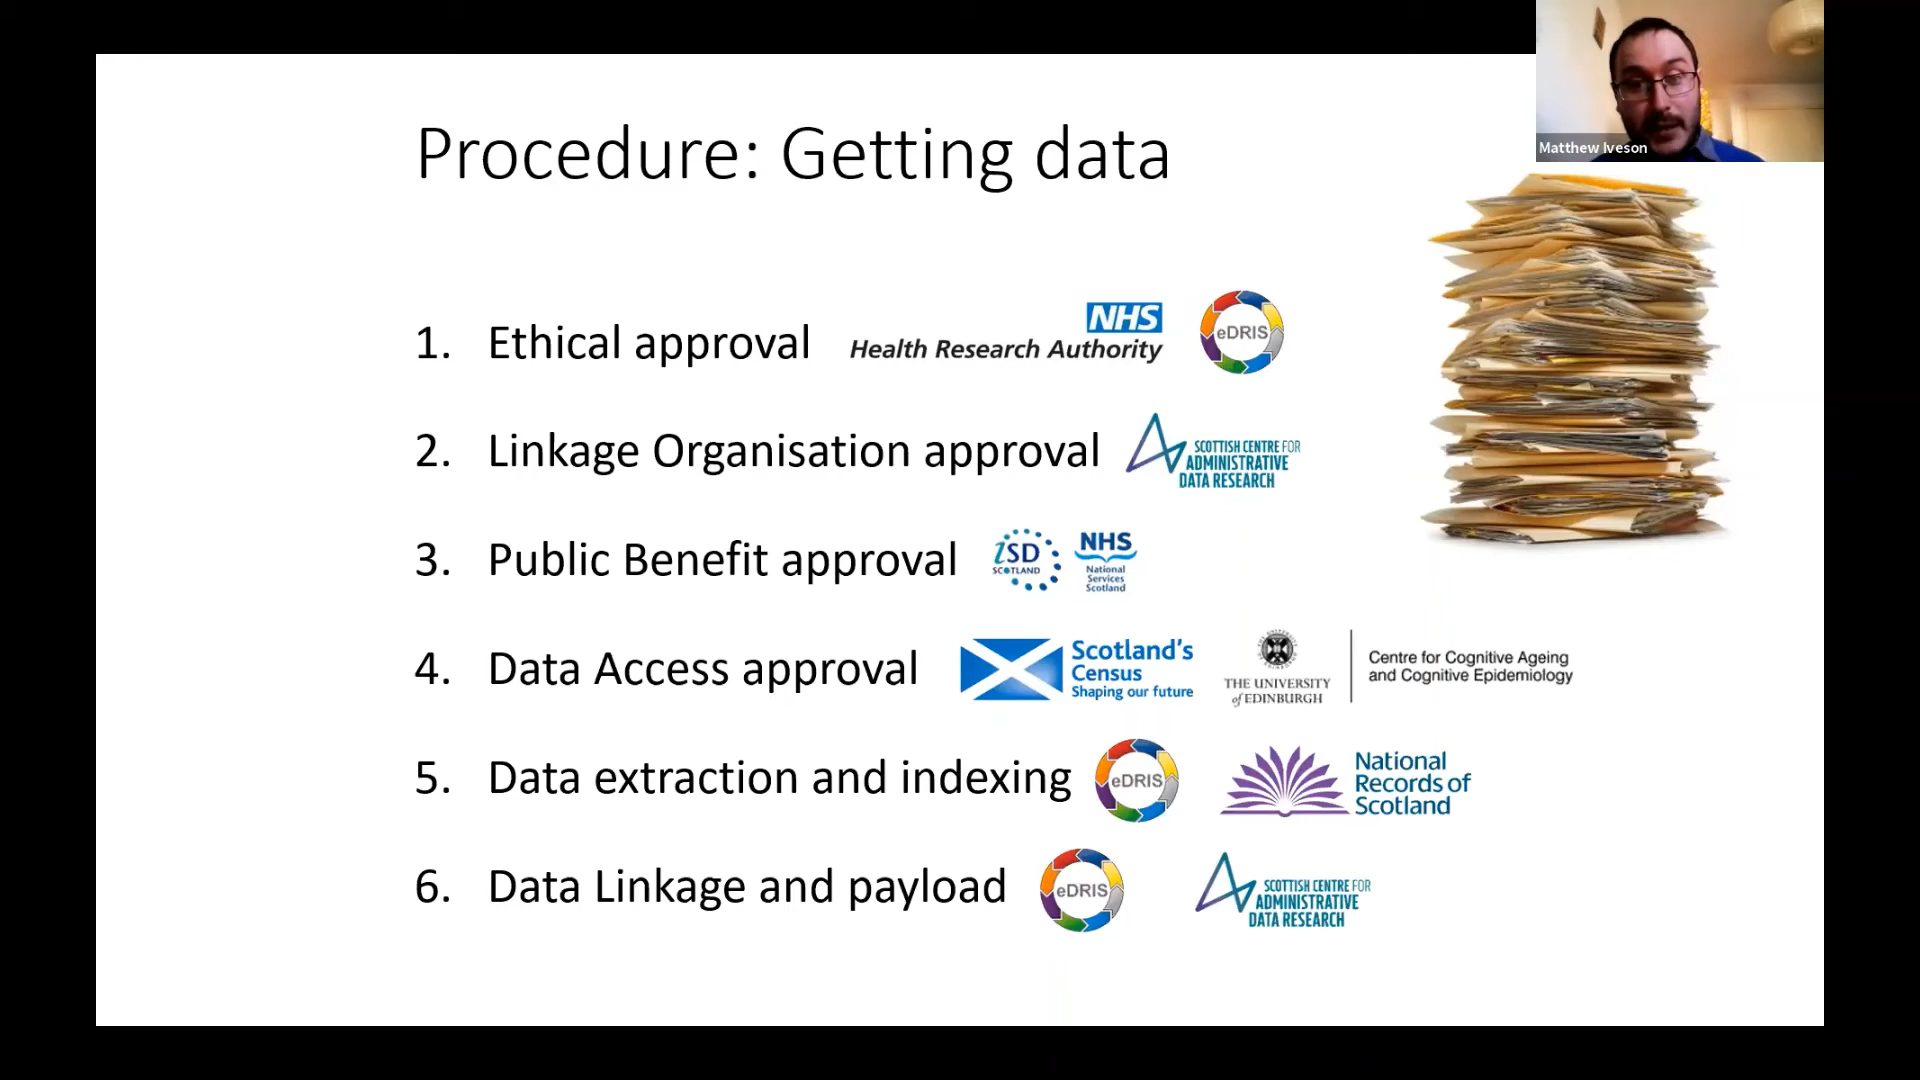 Matthew Iveson
Procedure: Getting data
1. Ethical approval
NHS
Health Research Authority
eDRIS
2. Linkage Organisation approval
SCOTTISH CENTRE FOR
ADMINISTRATIVE
DATA RESEARCH
3. Public Benefit approval
iSD
SCOTLAND
NHS
National
Services
Scotland
4. Data Access approval
Scotland's
Census
Shaping our future
THE UNIVERSITY
of EDINBURGH
Centre for Cognitive Ageing
and Cognitive Epidemiology
5. Data extraction and indexing
eDRIS
National
Records of
Scotland
6. Data Linkage and payload
eDRIS
SCOTTISH CENTRE FOR
ADMINISTRATIVE
DATA RESEARCH